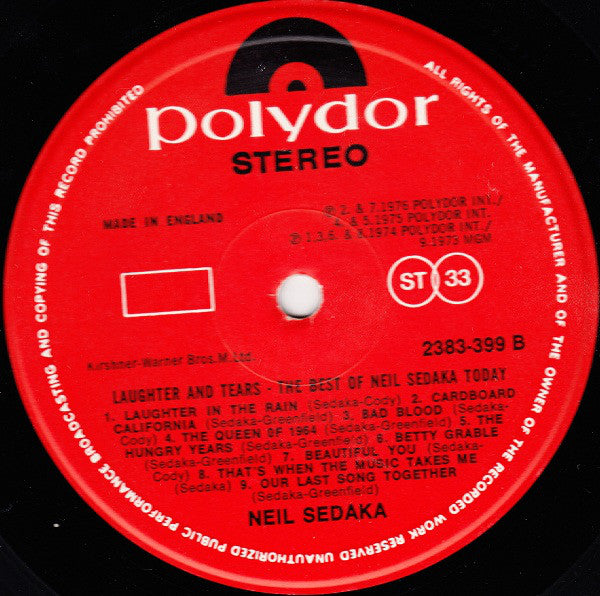 polydor
STEREO
MADE IN ENGLAND
℗ 2. & 7.1976 POLYDOR INT./
4. & 5.1975 POLYDOR INT.
℗ 1.3.6. & 8.1974 POLYDOR INT./
9.1973 MGM
ST 33
2383-399 B
Kirshner-Warner Bros.M.Ltd.
LAUGHTER AND TEARS - THE BEST OF NEIL SEDAKA TODAY
1. LAUGHTER IN THE RAIN (Sedaka-Cody) 2. CARDBOARD
CALIFORNIA (Sedaka-Greenfield) 3. BAD BLOOD (Sedaka-
Cody) 4. THE QUEEN OF 1964 (Sedaka-Greenfield) 5. THE
HUNGRY YEARS (Sedaka-Greenfield) 6. BETTY GRABLE
(Sedaka-Greenfield) 7. BEAUTIFUL YOU (Sedaka-
Cody) 8. THAT'S WHEN THE MUSIC TAKES ME
(Sedaka) 9. OUR LAST SONG TOGETHER
(Sedaka-Greenfield)
NEIL SEDAKA
ALL RIGHTS OF THE MANUFACTURER AND OF THE OWNER OF THE RECORDED WORK RESERVED UNAUTHORIZED PUBLIC PERFORMANCE BROADCASTING AND COPYING OF THIS RECORD PROHIBITED